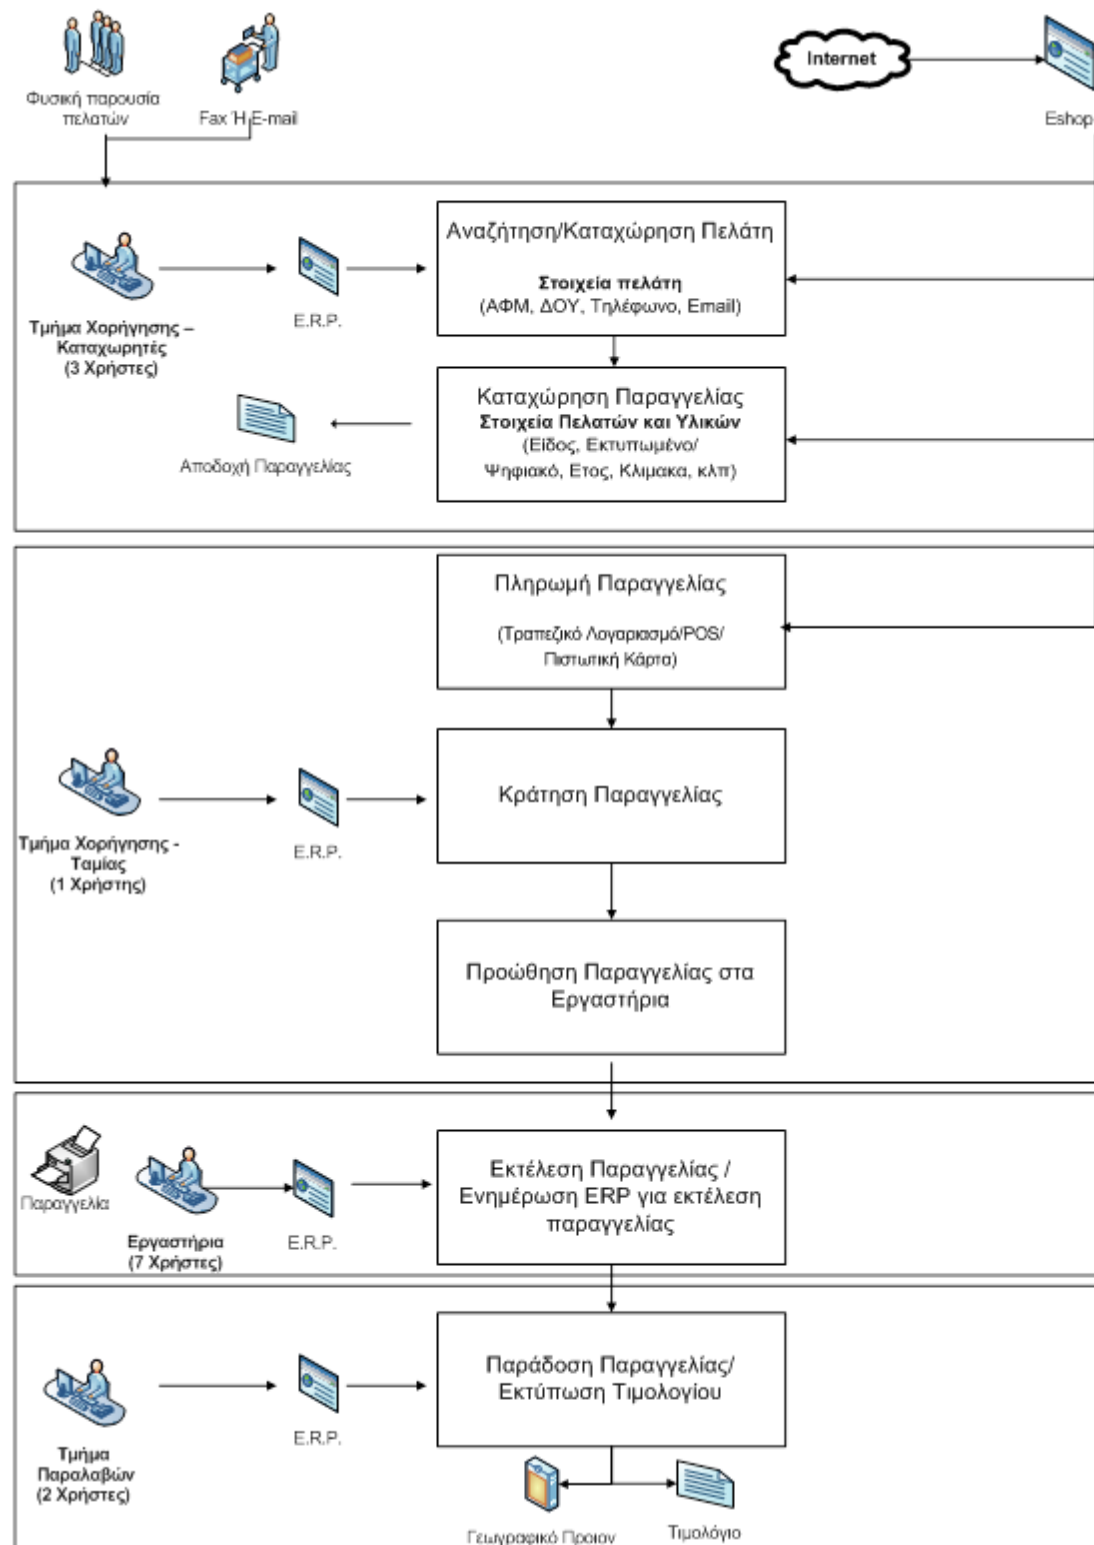 Φυσική παρουσία
πελατών
Fax Ή E-mail
Internet
Eshop
Τμήμα Χορήγησης –
Καταχωρητές
(3 Χρήστες)
E.R.P.
Αναζήτηση/Καταχώρηση Πελάτη
Στοιχεία πελάτη
(ΑΦΜ, ΔΟΥ, Τηλέφωνο, Email)
Αποδοχή Παραγγελίας
Καταχώρηση Παραγγελίας
Στοιχεία Πελατών και Υλικών
(Είδος, Εκτυπωμένο/
Ψηφιακό, Ετος, Κλιμακα, κλπ)
Πληρωμή Παραγγελίας
(Τραπεζικό Λογαριασμό/POS/
Πιστωτική Κάρτα)
Τμήμα Χορήγησης -
Ταμίας
(1 Χρήστης)
E.R.P.
Κράτηση Παραγγελίας
Προώθηση Παραγγελίας στα
Εργαστήρια
Παραγγελία
Εργαστήρια
(7 Χρήστες)
E.R.P.
Εκτέλεση Παραγγελίας /
Ενημέρωση ERP για εκτέλεση
παραγγελίας
Τμήμα
Παραλαβών
(2 Χρήστες)
E.R.P.
Παράδοση Παραγγελίας/
Εκτύπωση Τιμολογίου
Γεωγραφικό Προιον
Τιμολόγιο